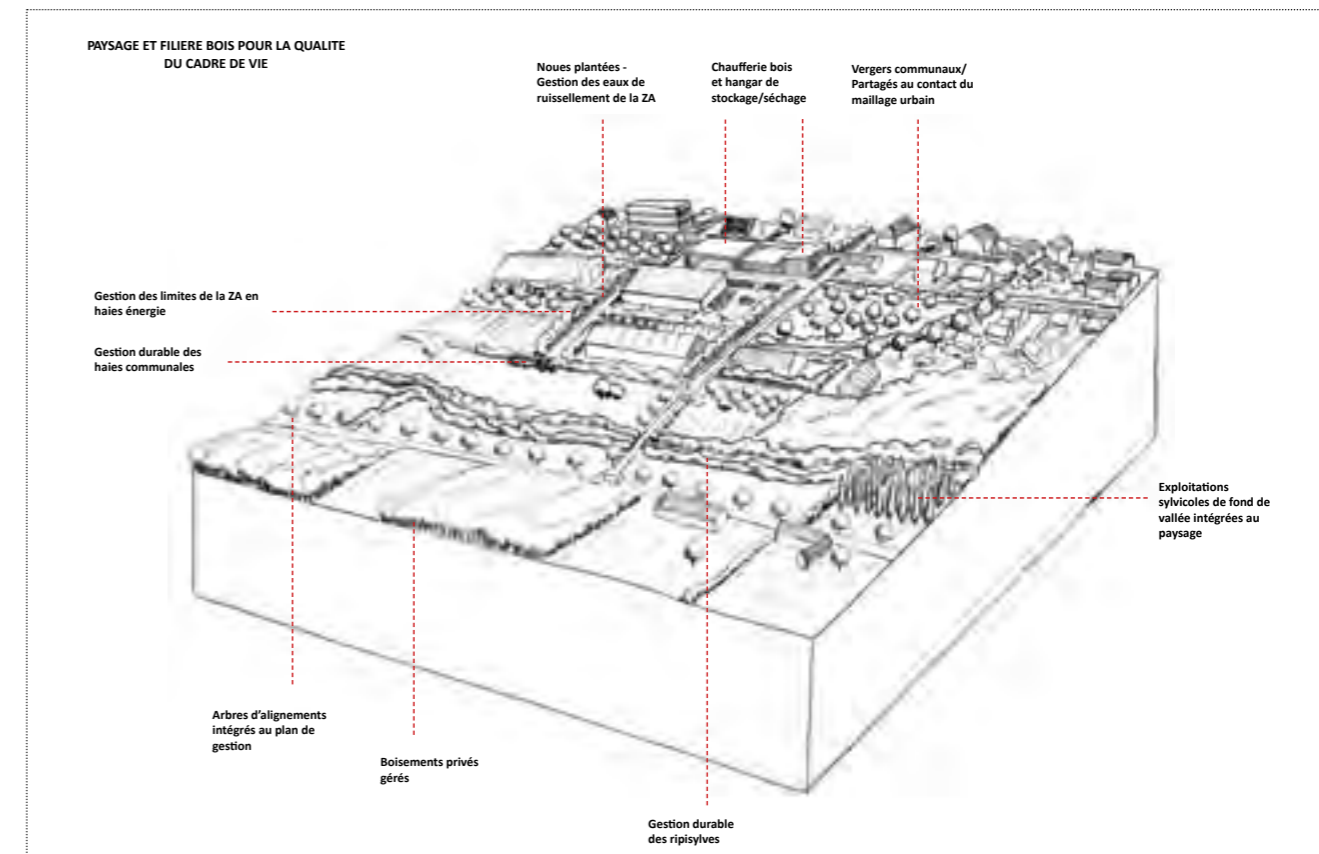 PAYSAGE ET FILIERE BOIS POUR LA QUALITE
DU CADRE DE VIE
Noues plantées -
Gestion des eaux de
ruissellement de la ZA
Chaufferie bois
et hangar de
stockage/séchage
Vergers communaux/
Partagés au contact du
maillage urbain
Gestion des limites de la ZA en
haies énergie
Gestion durable des
haies communales
Exploitations
sylvicoles de fond de
vallée intégrées au
paysage
Arbres d'alignements
intégrés au plan de
gestion
Boisements privés
gérés
Gestion durable
des ripisylves